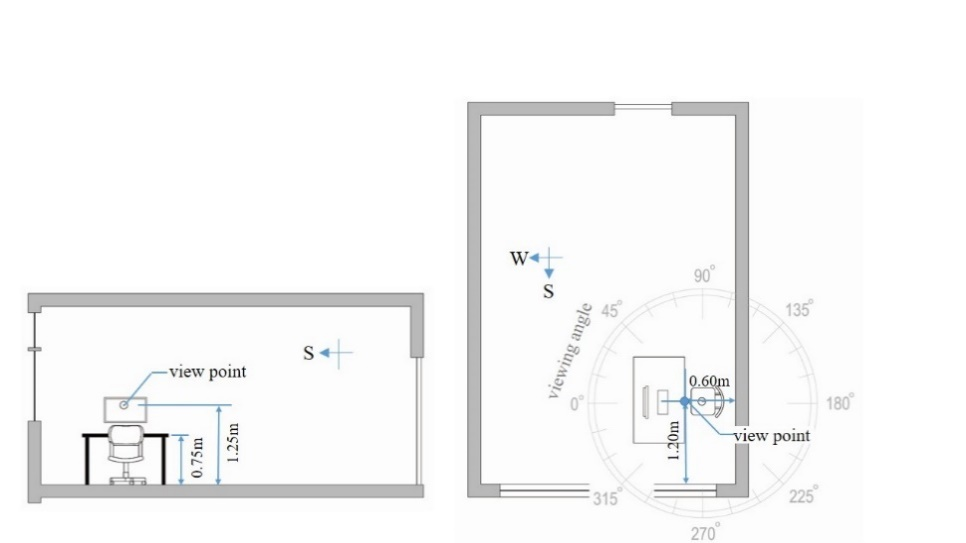 S
view point
0.75m
1.25m
W
S
viewing angle
90°
45°
135°
0°
0.60m
180°
view point
1.20m
315°
225°
270°